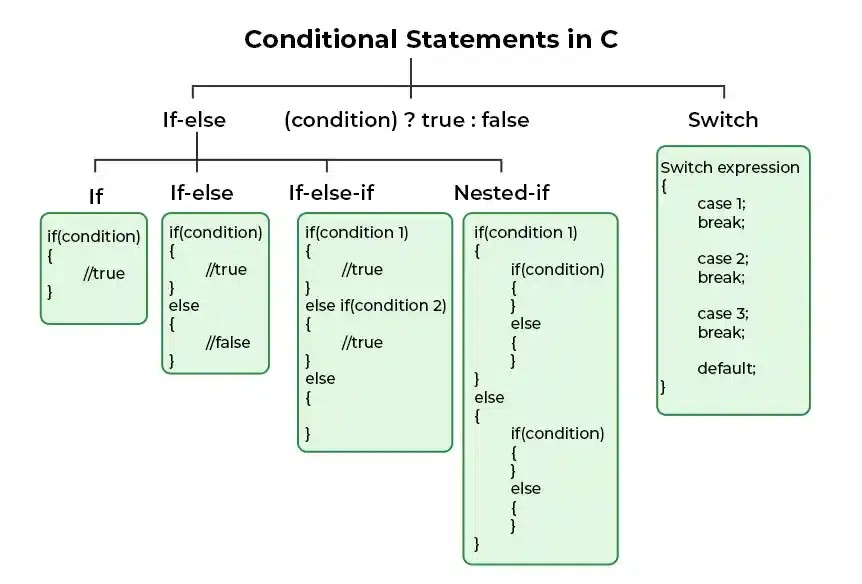 Conditional Statements in C
If-else
(condition) ? true : false
Switch
If
if(condition)
{
//true
}
If-else
if(condition)
{
//true
}
else
{
//false
}
If-else-if
if(condition 1)
{
//true
}
else if(condition 2)
{
//true
}
else
{
}
Nested-if
if(condition 1)
{
if(condition)
{
}
else
{
}
}
else
{
if(condition)
{
}
else
{
}
}
Switch expression
{
case 1;
break;
case 2;
break;
case 3;
break;
default;
}